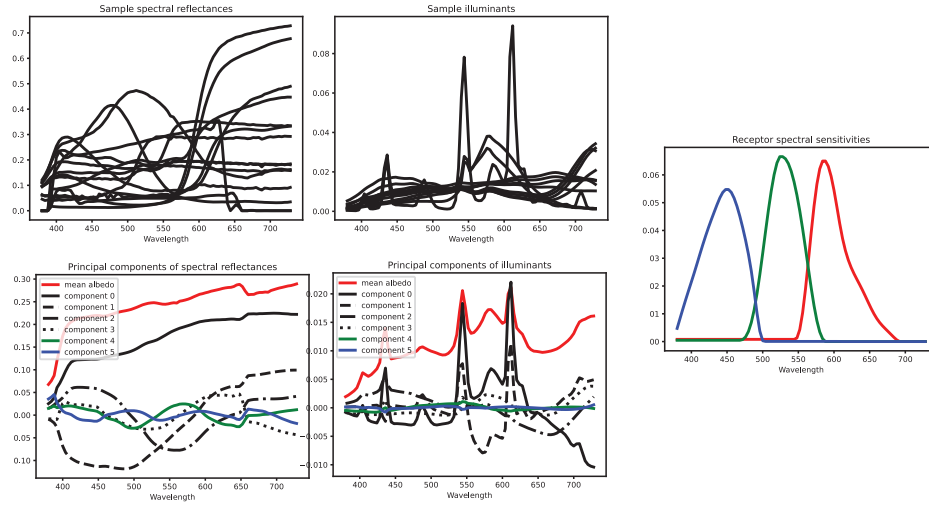 Sample spectral reflectances
0.7
0.6
0.5
0.4
0.3
0.2
0.1
0.0
400 450 500 550 600 650 700
Wavelength
Sample illuminants
0.08
0.06
0.04
0.02
0.00
400 450 500 550 600 650 700
Wavelength
Receptor spectral sensitivities
0.06
0.05
0.04
0.03
0.02
0.01
0.00
400 450 500 550 600 650 700
Wavelength
Principal components of spectral reflectances
0.30
0.25
0.20
0.15
0.10
0.05
0.00
0.05
0.10
mean albedo
component 0
component 1
component 2
component 3
component 4
component 5
400 450 500 550 600 650 700
Wavelength
Principal components of illuminants
0.020
0.015
0.010
0.005
0.000
−0.005
−0.010
mean albedo
component 0
component 1
component 2
component 3
component 4
component 5
400 450 500 550 600 650 700
Wavelength